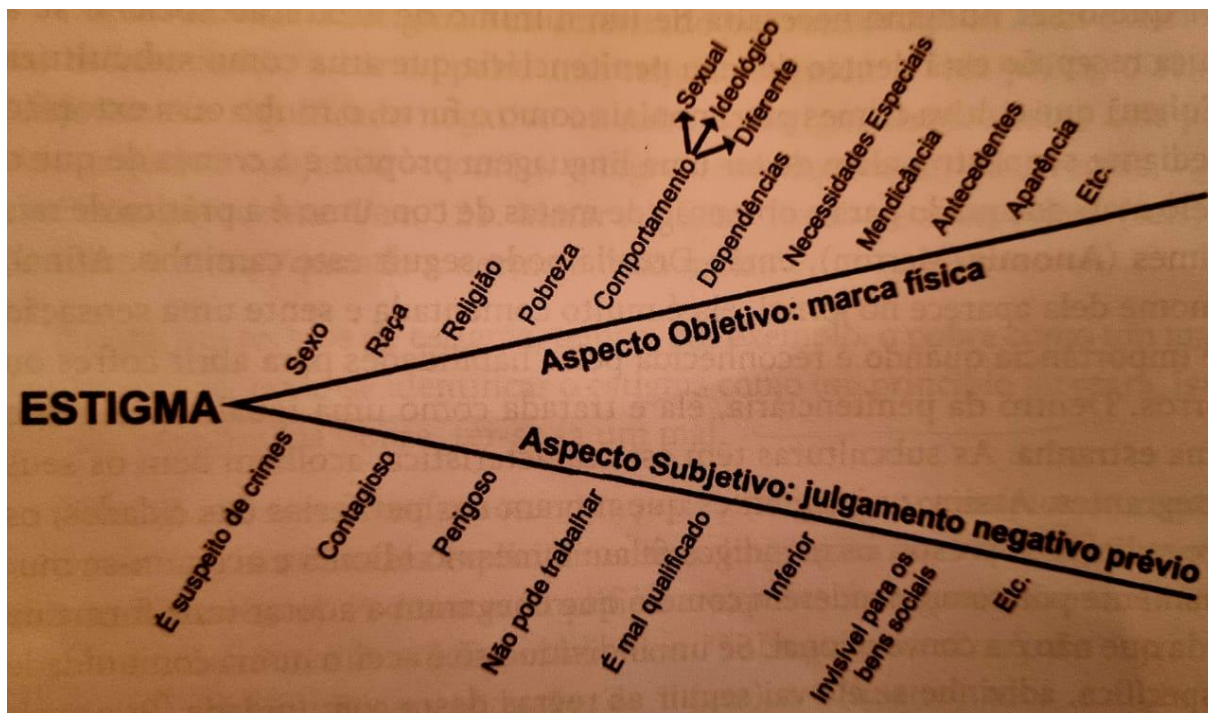 ESTIGMA
Sexo
Raça
Religião
Pobreza
Comportamento
Sexual
Ideológico
Diferente
Dependências
Necessidades Especiais
Mendicância
Antecedentes
Aparência
Etc.
Aspecto Objetivo: marca física
Aspecto Subjetivo: julgamento negativo prévio
É suspeito de crimes
Contagioso
Perigoso
Não pode trabalhar
É mal qualificado
Inferior
Invisível para os
bens sociais
Etc.